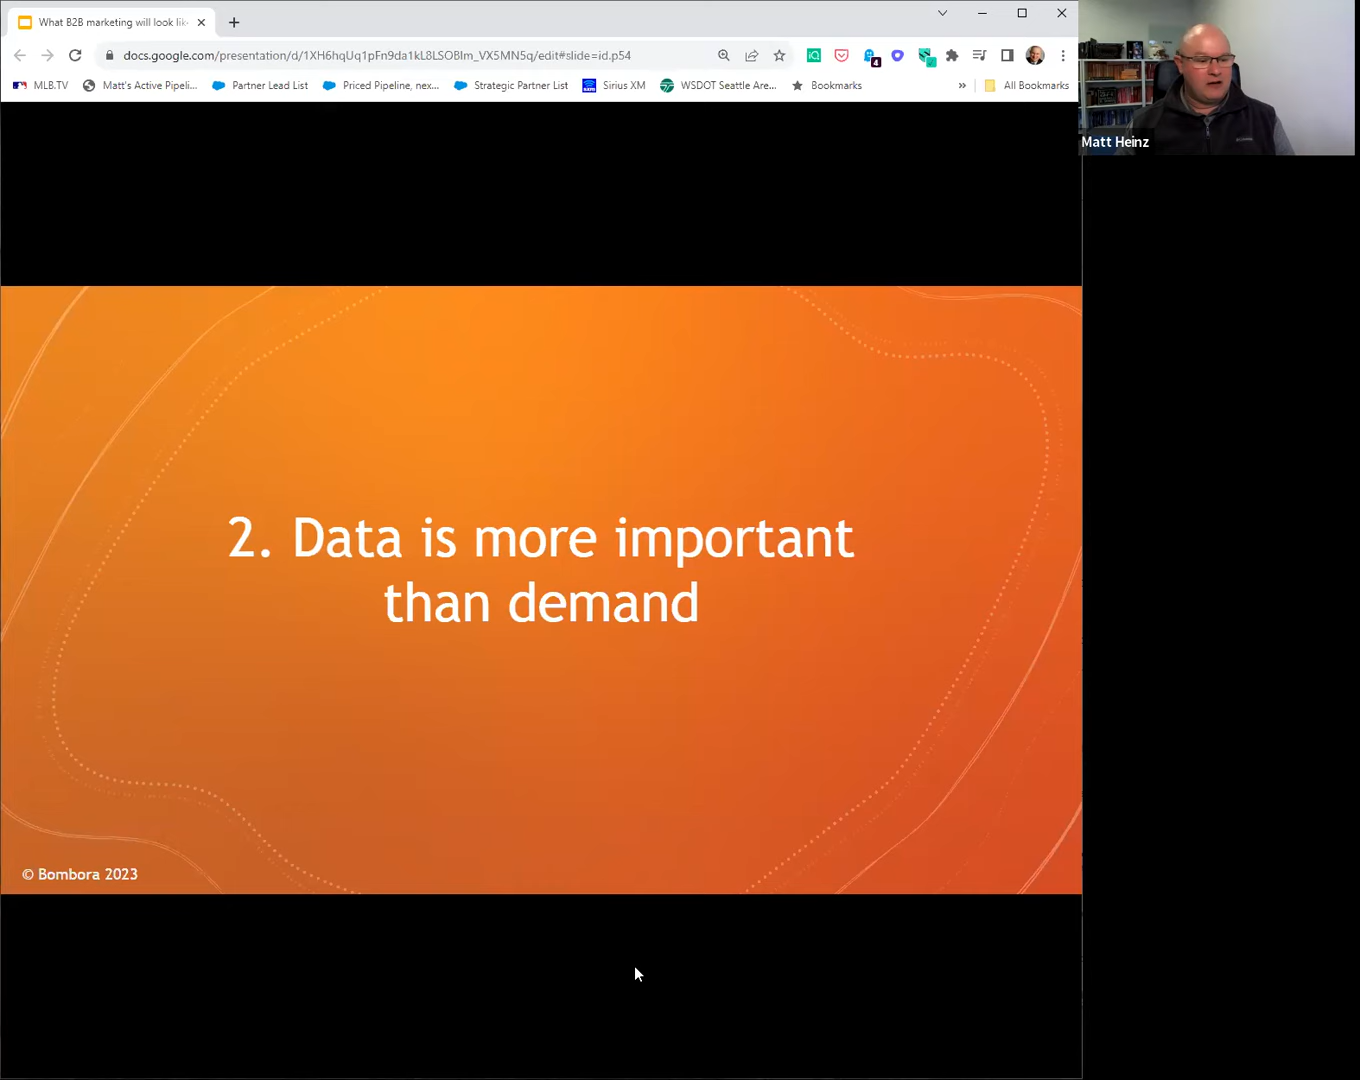 What B2B marketing will look lik
docs.google.com/presentation/d/1XH6hqUq1pFn9da1kL8LSOBIm_VX5MN5q/edit#slide=id.p54
4
MLB.TV
Matt's Active Pipeli...
Partner Lead List
Priced Pipeline, nex...
Strategic Partner List
Sirius XM
WSDOT Seattle Are...
Bookmarks
»
All Bookmarks
Matt Heinz
2. Data is more important
than demand
© Bombora 2023